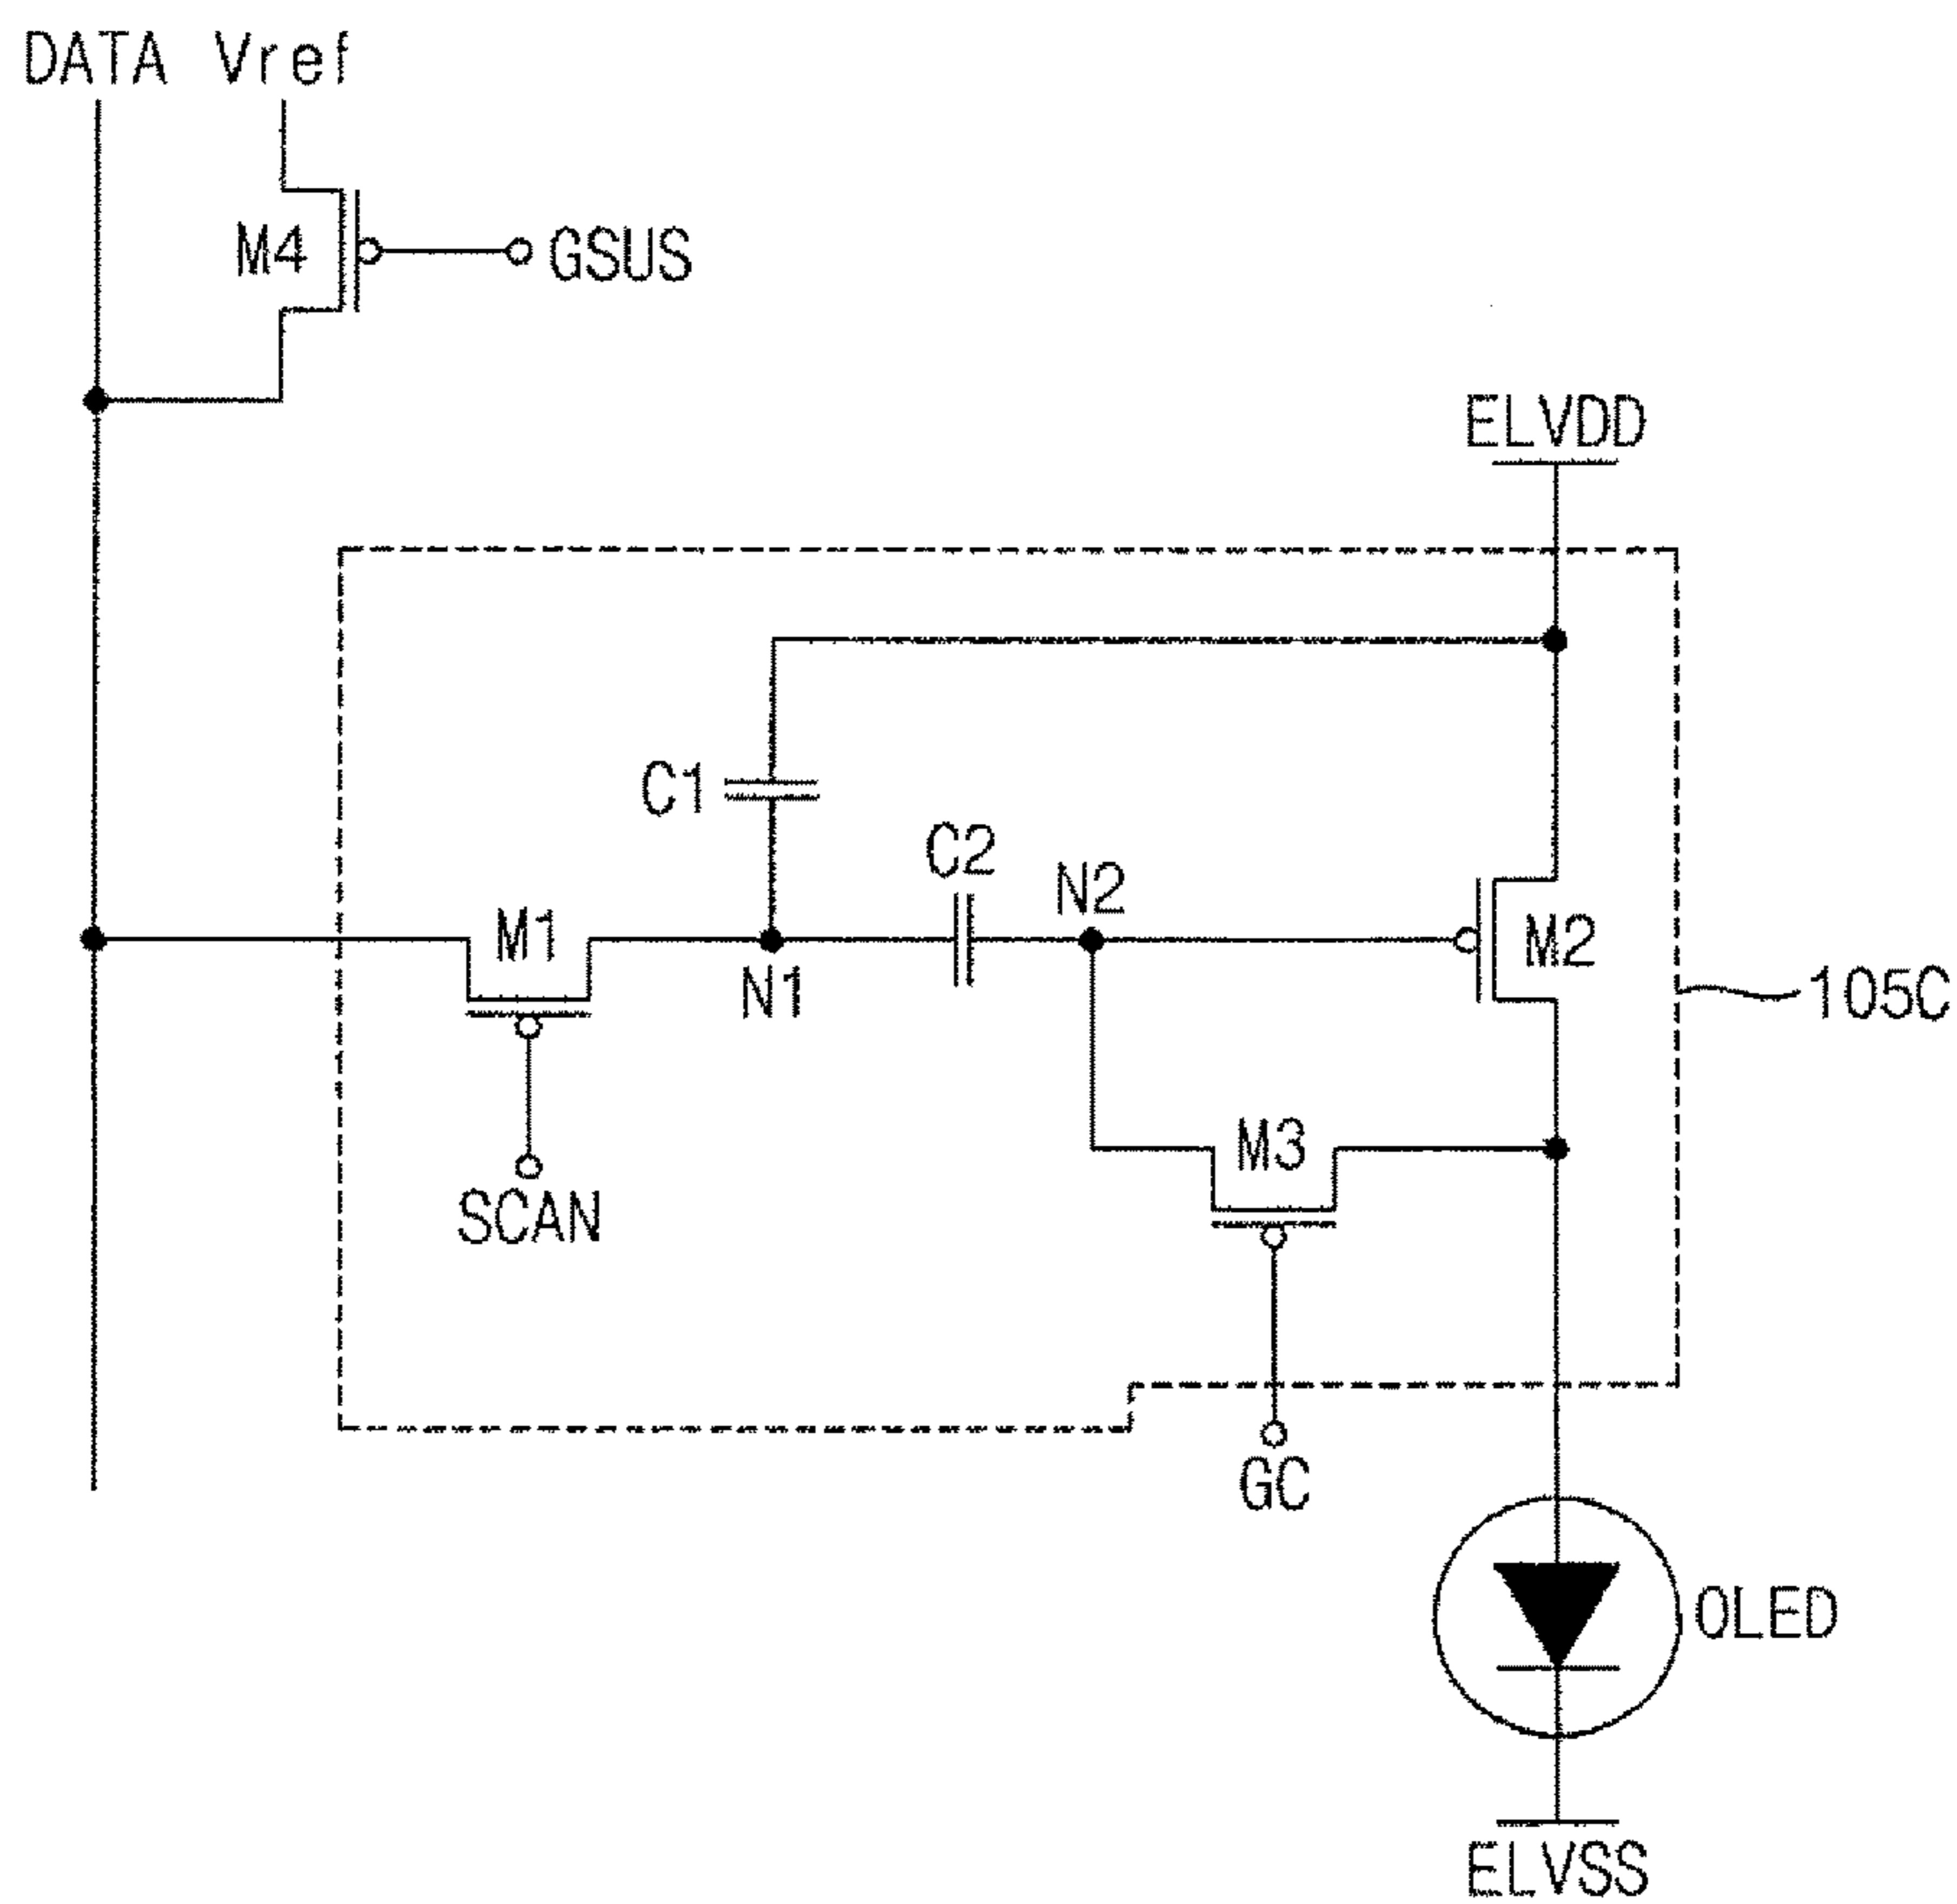 DATA Vref
M4
GSUS
ELVDD
C1
C2
N2
M1
N1
M2
105C
M3
SCAN
GC
OLED
ELVSS